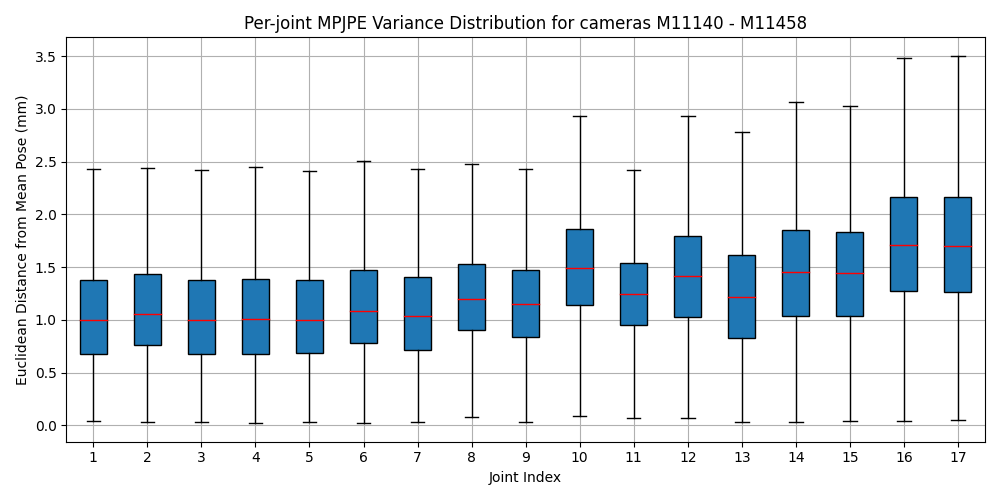 Per-joint MPJPE Variance Distribution for cameras M11140 - M11458
Euclidean Distance from Mean Pose (mm)
3.5
3.0
2.5
2.0
1.5
1.0
0.5
0.0
1 2 3 4 5 6 7 8 9 10 11 12 13 14 15 16 17
Joint Index